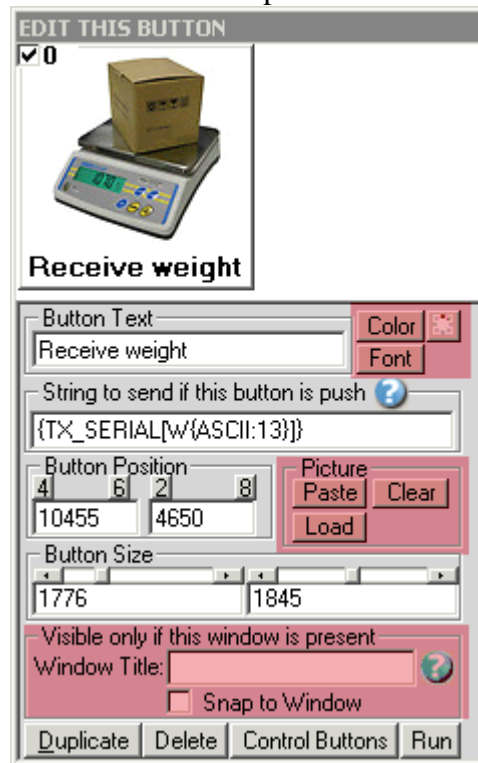 EDIT THIS BUTTON
0
Receive weight
Button Text
Receive weight
Color
Font
String to send if this button is push
{TX_SERIAL[W{ASCII:13}]}
Button Position
4 6 2 8
10455 4650
Picture
Paste Clear
Load
Button Size
1776 1845
Visible only if this window is present
Window Title:
Snap to Window
Duplicate Delete Control Buttons Run